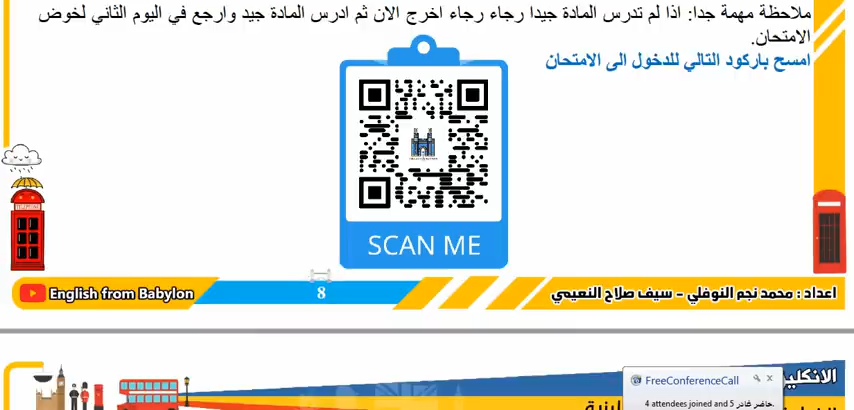 ملاحظة مهمة جدا: اذا لم تدرس المادة جيدا رجاء رجاء اخرج الان ثم ادرس المادة جيد وارجع في اليوم الثاني لخوض
الامتحان.
امسح باركود التالي للدخول الى الامتحان
SCAN ME
English from Babylon
8
اعداد : محمد نجم النوفلي - سيف صلاح النعيمي
FreeConferenceCall
4 attendees joined and 5 حاضر غادر.